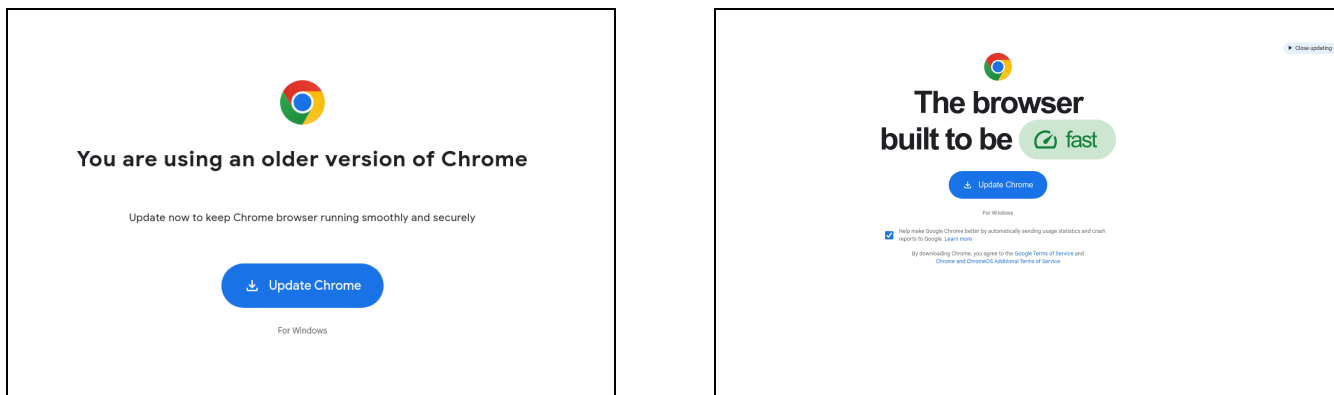 You are using an older version of Chrome
Update now to keep Chrome browser running smoothly and securely
Update Chrome
For Windows
Close updating
The browser
built to be fast
Update Chrome
For Windows
Help make Google Chrome better by automatically sending usage statistics and crash
reports to Google. Learn more
By downloading Chrome, you agree to the Google Terms of Service and
Chrome and ChromeOS Additional Terms of Service